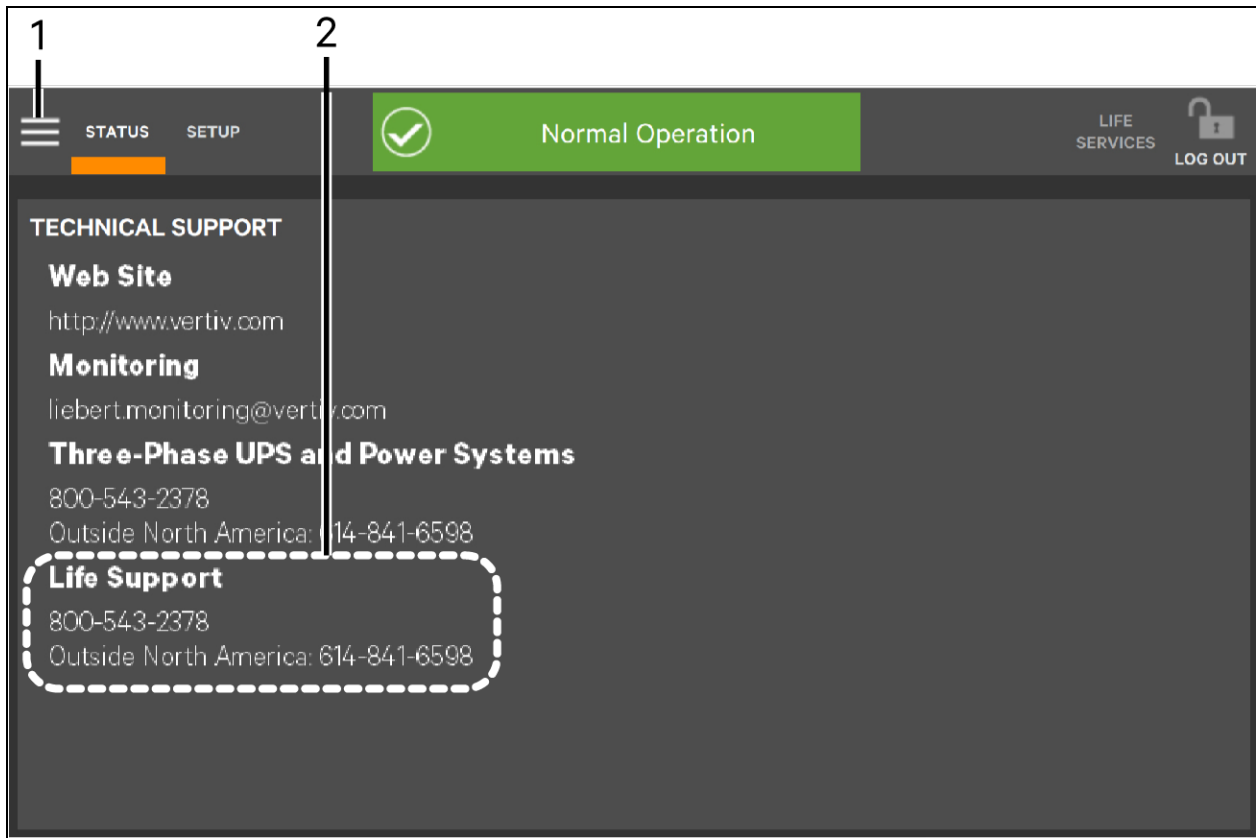 1
2
STATUS
SETUP
Normal Operation
LIFE
SERVICES
LOG OUT
TECHNICAL SUPPORT
Web Site
http://www.vertiv.com
Monitoring
liebert.monitoring@vertiv.com
Three-Phase UPS and Power Systems
800-543-2378
Outside North America: 614-841-6598
Life Support
800-543-2378
Outside North America: 614-841-6598